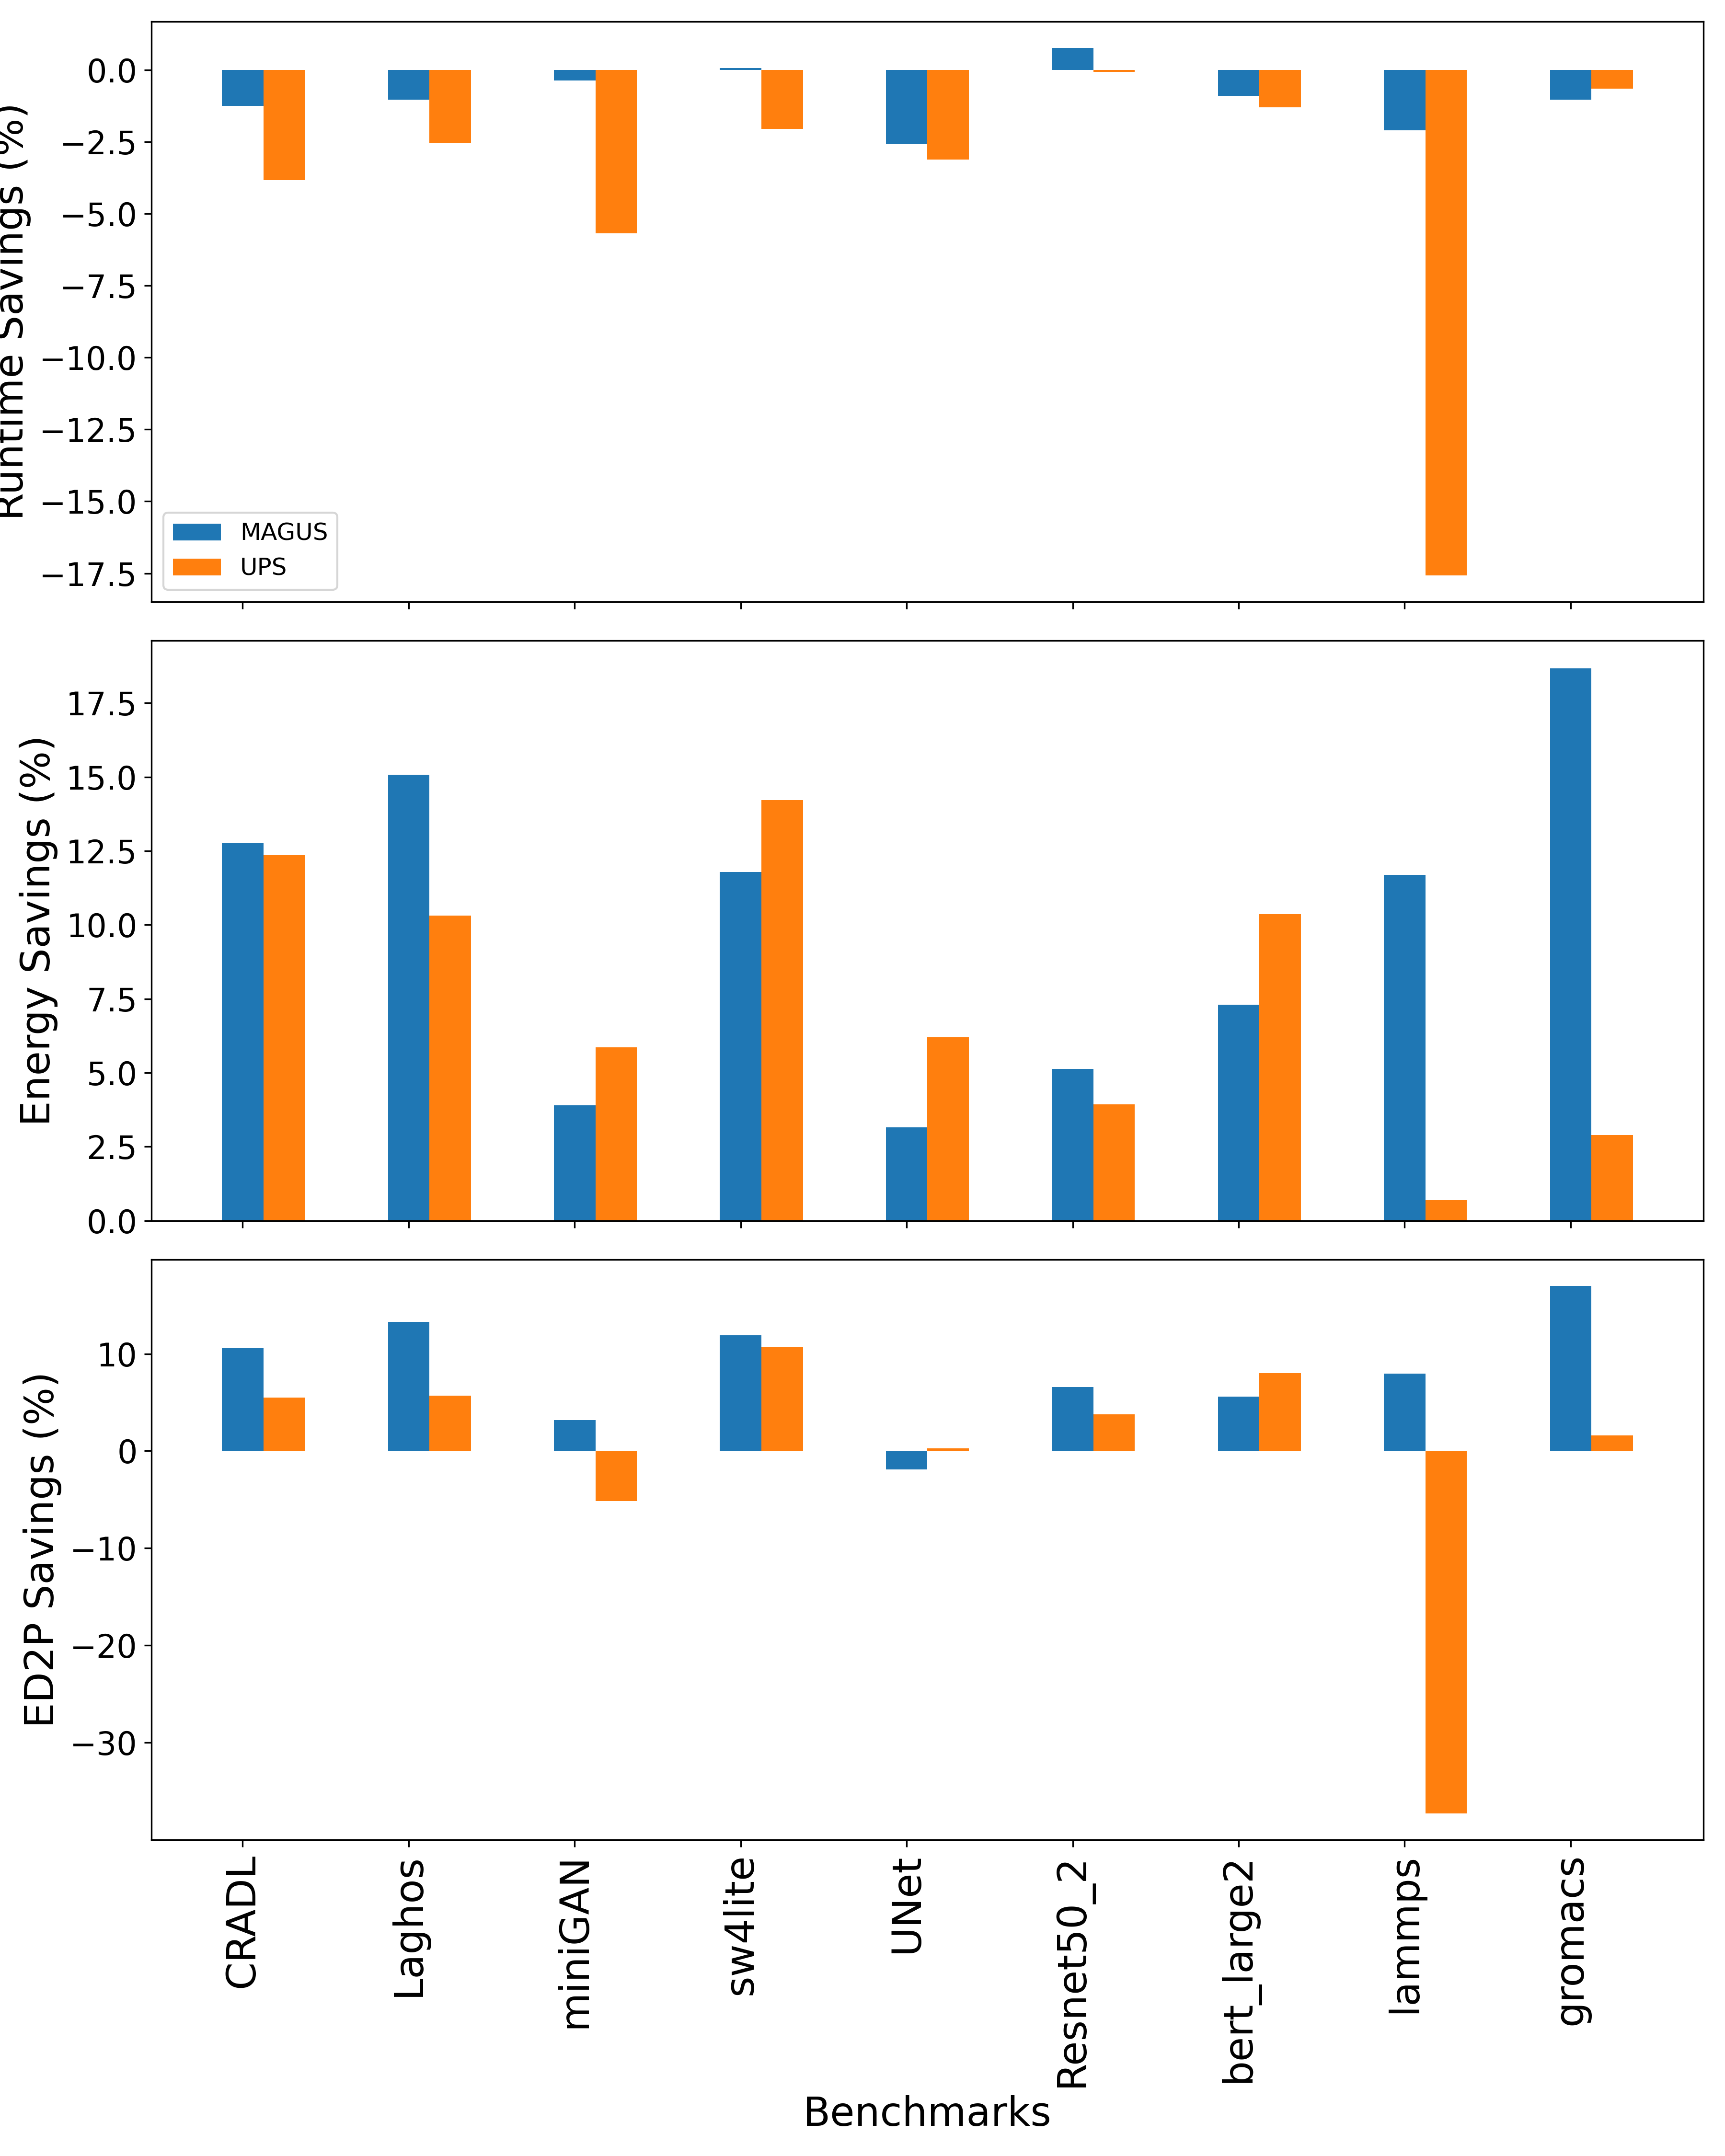 Runtime Savings (%)
0.0
−2.5
−5.0
−7.5
−10.0
−12.5
−15.0
−17.5
MAGUS
UPS
Energy Savings (%)
17.5
15.0
12.5
10.0
7.5
5.0
2.5
0.0
ED2P Savings (%)
10
0
−10
−20
−30
CRADL
Laghos
miniGAN
sw4lite
UNet
Resnet50_2
bert_large2
lammps
gromacs
Benchmarks